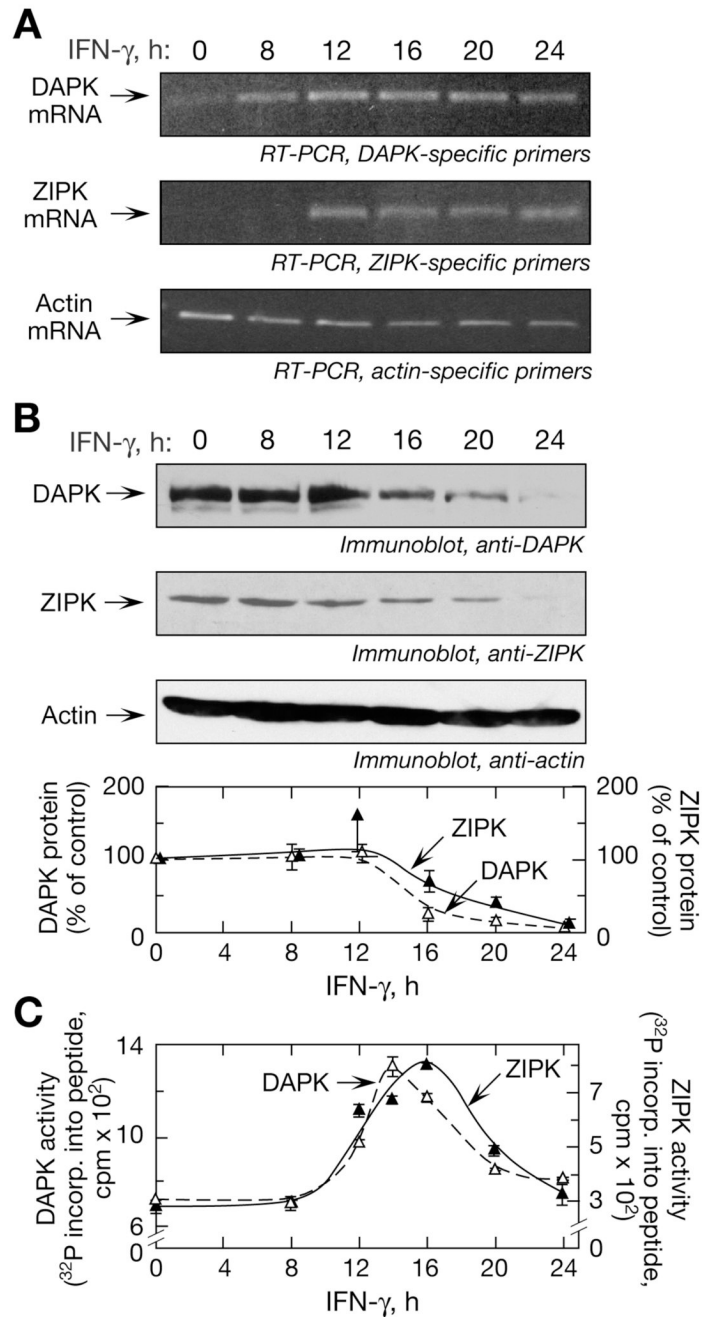 A
IFN-γ, h: 0 8 12 16 20 24
DAPK
mRNA
RT-PCR, DAPK-specific primers
ZIPK
mRNA
RT-PCR, ZIPK-specific primers
Actin
mRNA
RT-PCR, actin-specific primers
B
IFN-γ, h: 0 8 12 16 20 24
DAPK
Immunoblot, anti-DAPK
ZIPK
Immunoblot, anti-ZIPK
Actin
Immunoblot, anti-actin
DAPK protein
(% of control)
200
100
0
ZIPK
DAPK
200
100
0
ZIPK protein
(% of control)
0 4 8 12 16 20 24
IFN-γ, h
C
DAPK activity
(³²P incorp. into peptide,
cpm x 10²)
14
10
6
0
DAPK
ZIPK
7
5
3
0
ZIPK activity
(³²P incorp. into peptide,
cpm x 10²)
0 4 8 12 16 20 24
IFN-γ, h